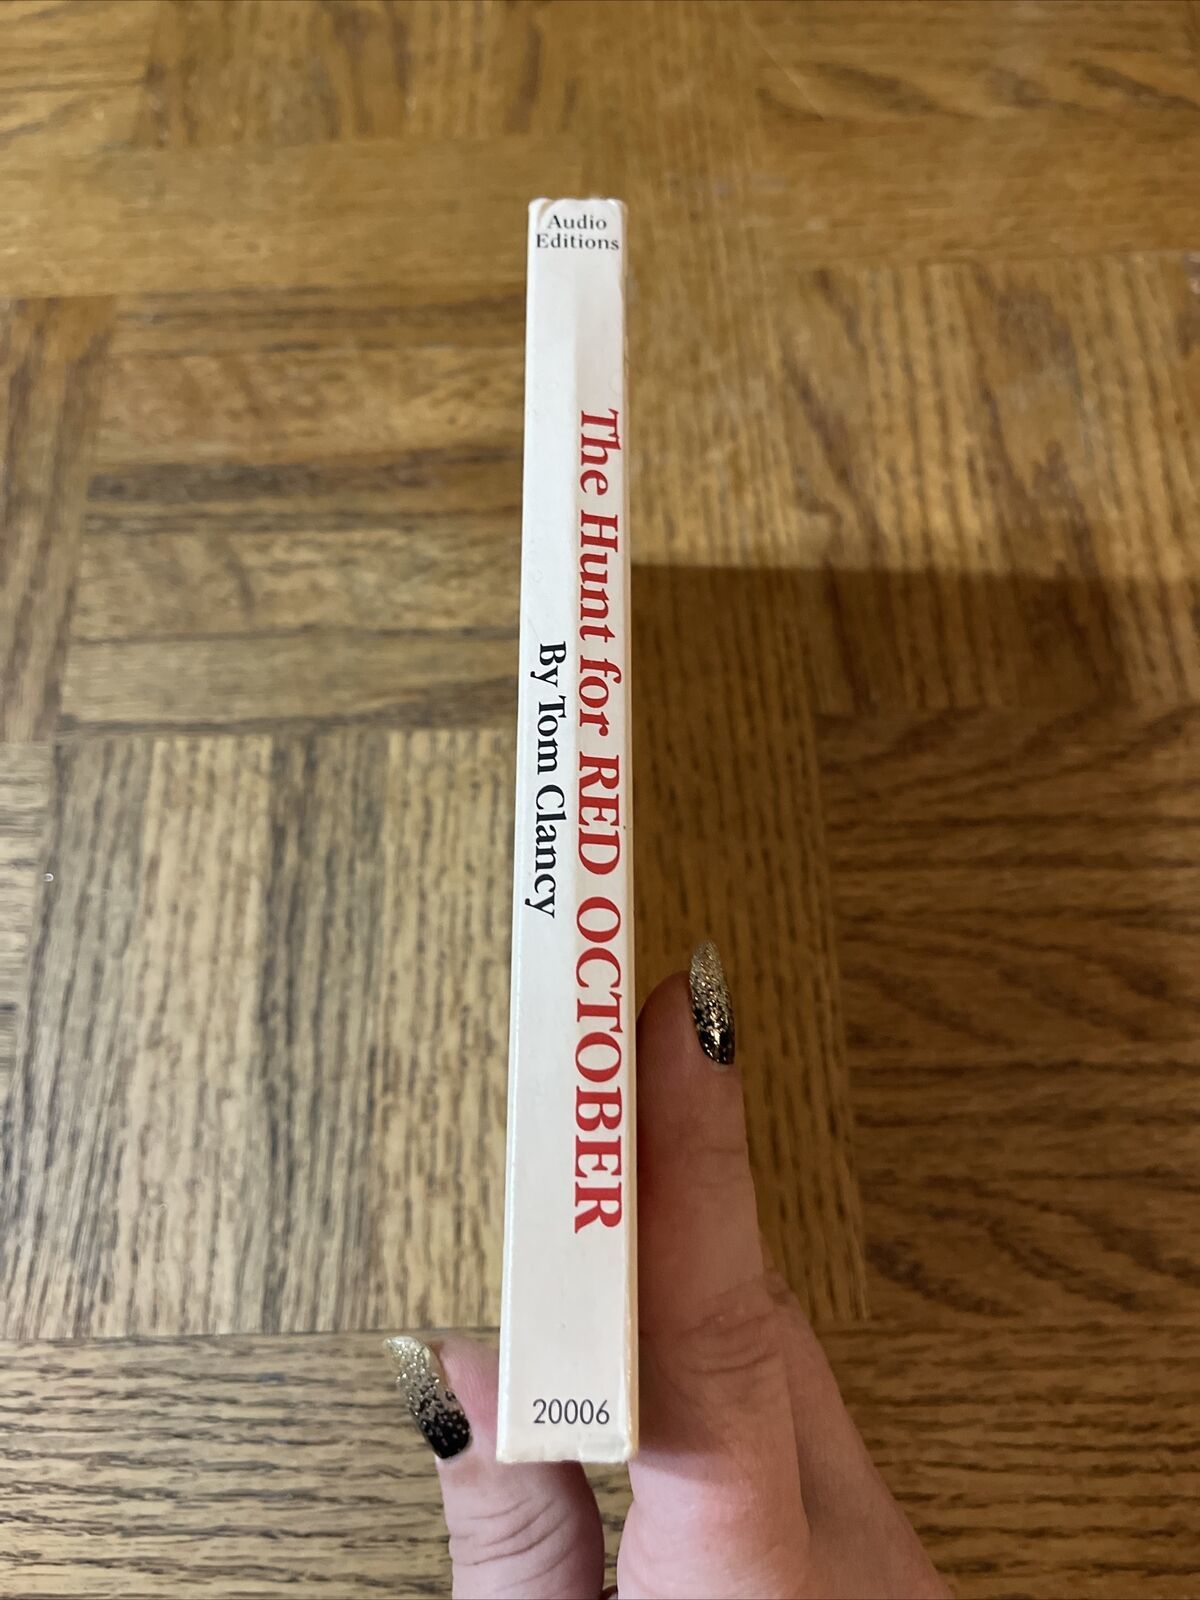 Audio
Editions
The Hunt for RED OCTOBER
By Tom Clancy
20006